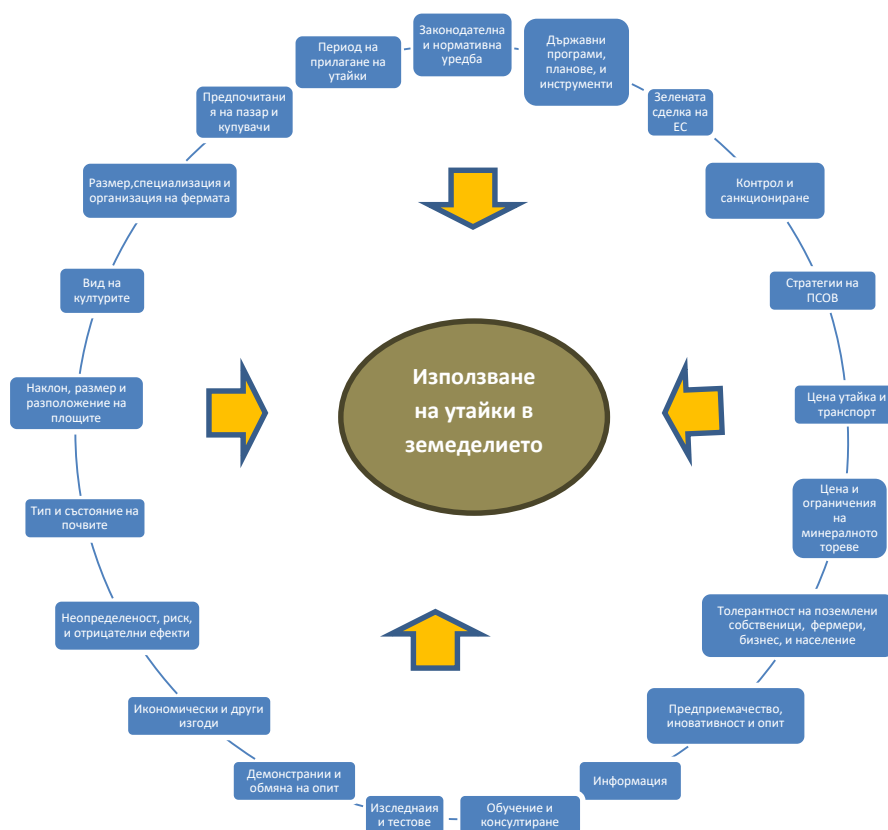 Законодателна
и нормативна
уредба
Държавни
програми,
планове, и
инструменти
Зелената
сделка на
ЕС
Контрол и
санкциониране
Стратегии на
ПСОВ
Цена утайка и
транспорт
Цена и
ограничения
на
минералното
тореве
Толерантност на поземлени
собственици, фермери,
бизнес, и население
Предприемачество,
иновативност и опит
Информация
Обучение и
консултиране
Изследнаия
и тестове
Демонстрании и
обмяна на опит
Икономически и други
изгоди
Неопределеност, риск,
и отрицателни ефекти
Тип и състояние на
почвите
Наклон, размер и
разположение на
площите
Вид на
културите
Размер,специализация и
организация на фермата
Предпочитани
я на пазар и
купувачи
Период на
прилагане на
утайки
Използване
на утайки в
земеделието